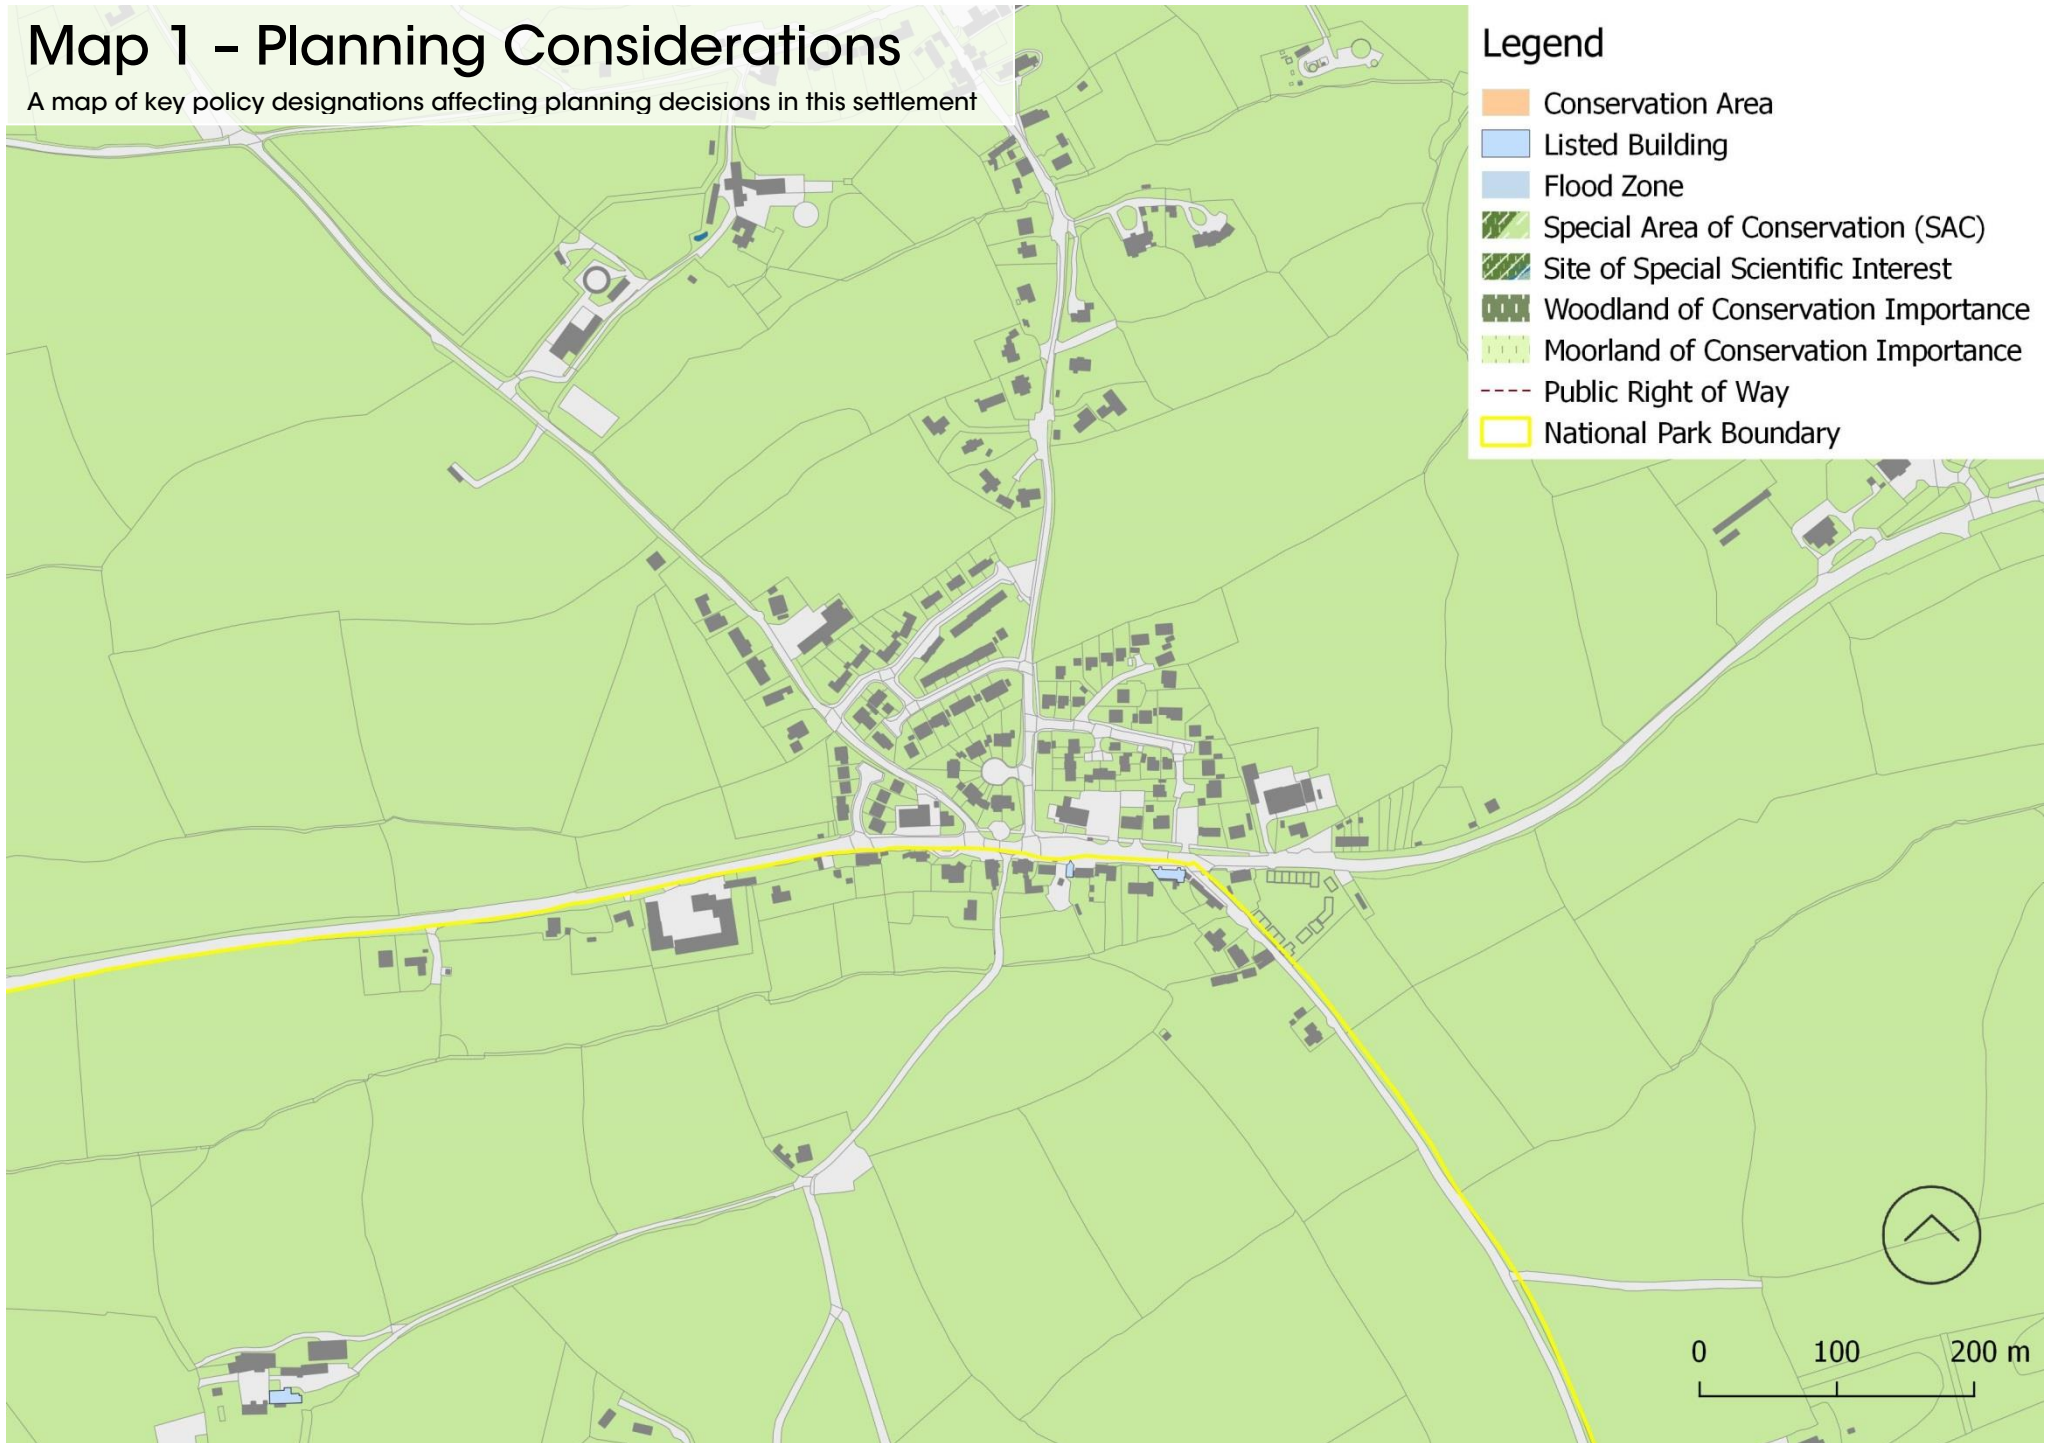 Map 1 – Planning Considerations
A map of key policy designations affecting planning decisions in this settlement
Legend
Conservation Area
Listed Building
Flood Zone
Special Area of Conservation (SAC)
Site of Special Scientific Interest
Woodland of Conservation Importance
Moorland of Conservation Importance
Public Right of Way
National Park Boundary
0 100 200 m